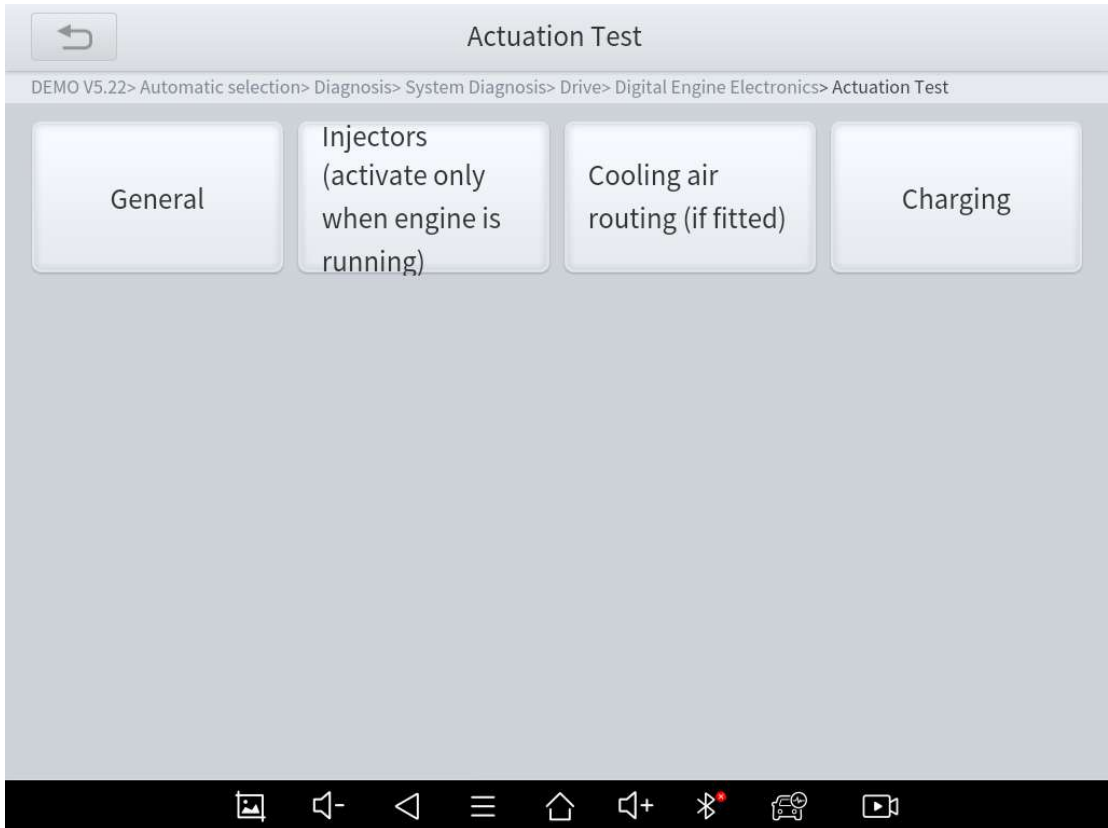 Actuation Test
DEMO V5.22> Automatic selection> Diagnosis> System Diagnosis> Drive> Digital Engine Electronics> Actuation Test
General
Injectors
(activate only
when engine is
running)
Cooling air
routing (if fitted)
Charging